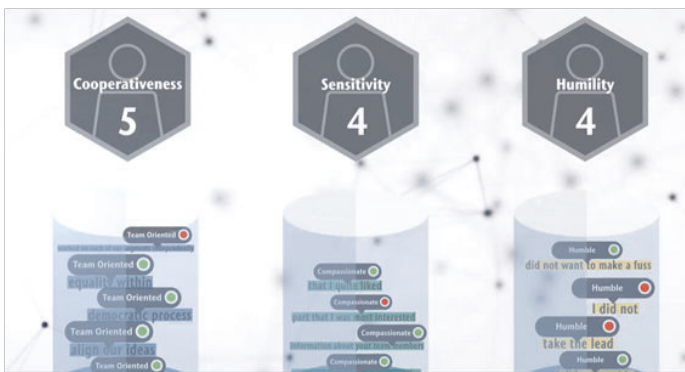 Cooperativeness
5
Sensitivity
4
Humility
4
Team Oriented
Team Oriented
equality within
Team Oriented
democratic process
Team Oriented
align our ideas
Team Oriented
Compassionate
that I quite liked
Compassionate
part that I was most interested
Compassionate
information about your team members
Compassionate
Humble
did not want to make a fuss
Humble
I did not
Humble
take the lead
Humble